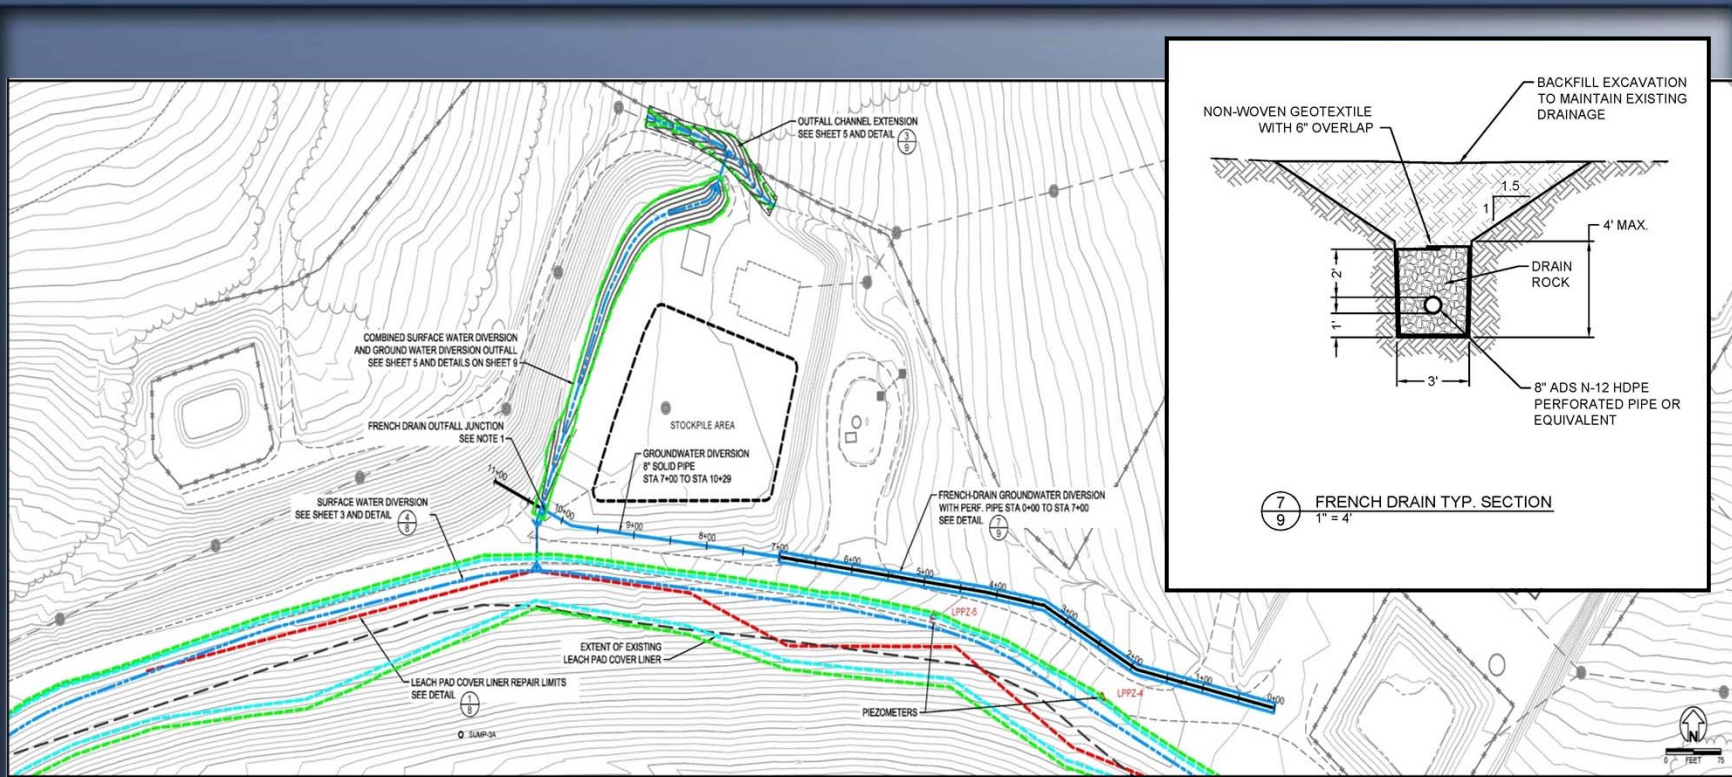 OUTFALL CHANNEL EXTENSION
SEE SHEET 5 AND DETAIL
3
9
COMBINED SURFACE WATER DIVERSION
AND GROUND WATER DIVERSION OUTFALL
SEE SHEET 5 AND DETAILS ON SHEET 9
FRENCH DRAIN OUTFALL JUNCTION
SEE NOTE 1
STOCKPILE AREA
GROUNDWATER DIVERSION
8" SOLID PIPE
STA 7+00 TO STA 10+29
SURFACE WATER DIVERSION
SEE SHEET 3 AND DETAIL
4
8
FRENCH-DRAIN GROUNDWATER DIVERSION
WITH PERF. PIPE STA 0+00 TO STA 7+00
SEE DETAIL
7
9
11+00
10+00
9+00
8+00
7+00
6+00
5+00
4+00
3+00
2+00
1+00
0+00
LPPZ-5
LPPZ-4
EXTENT OF EXISTING
LEACH PAD COVER LINER
LEACH PAD COVER LINER REPAIR LIMITS
SEE DETAIL
1
8
PIEZOMETERS
SUMP-3A
N
0 FEET 75
NON-WOVEN GEOTEXTILE
WITH 6" OVERLAP
BACKFILL EXCAVATION
TO MAINTAIN EXISTING
DRAINAGE
1.5
1
4' MAX.
DRAIN
ROCK
2'
1'
3'
8" ADS N-12 HDPE
PERFORATED PIPE OR
EQUIVALENT
7
9
FRENCH DRAIN TYP. SECTION
1" = 4'